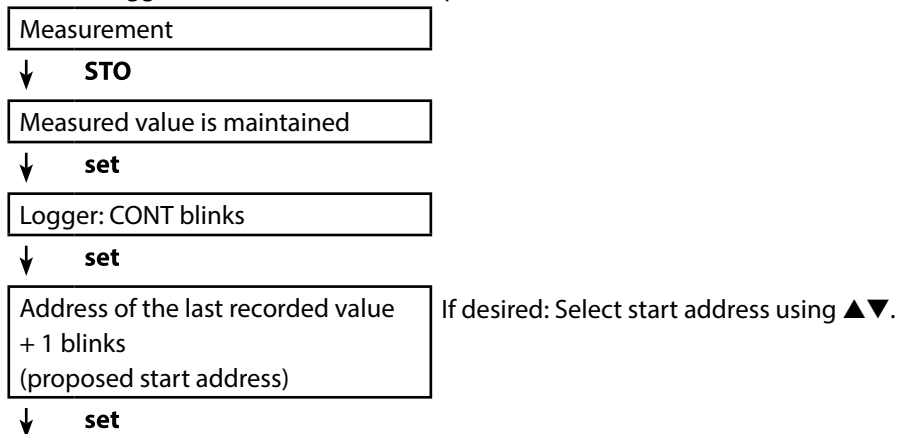 Measurement
↓ STO
Measured value is maintained
↓ set
Logger: CONT blinks
↓ set
Address of the last recorded value
+ 1 blinks
(proposed start address)
If desired: Select start address using ▲▼.
↓ set